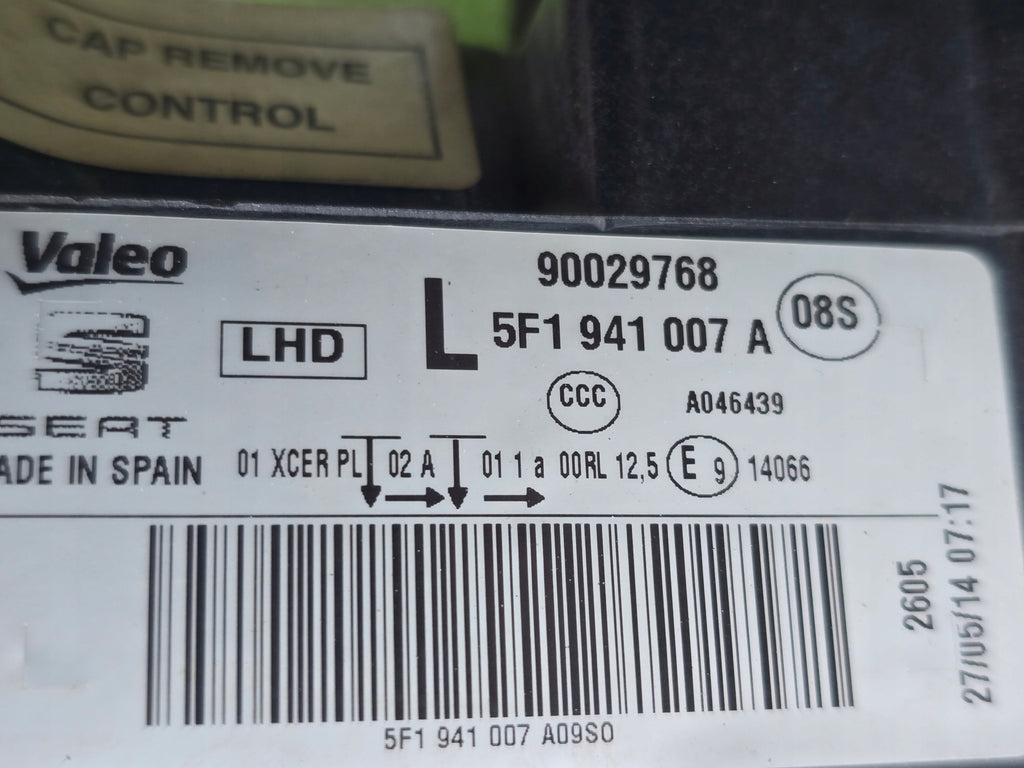 CAP REMOVE
CONTROL
Valeo
SEAT
ADE IN SPAIN
LHD
L
90029768
5F1 941 007 A
08S
CCC
A046439
01 XCER PL 02 A 01 1 a 00RL 12,5 E 9 14066
2605
27/05/14 07:17
5F1 941 007 A09S0